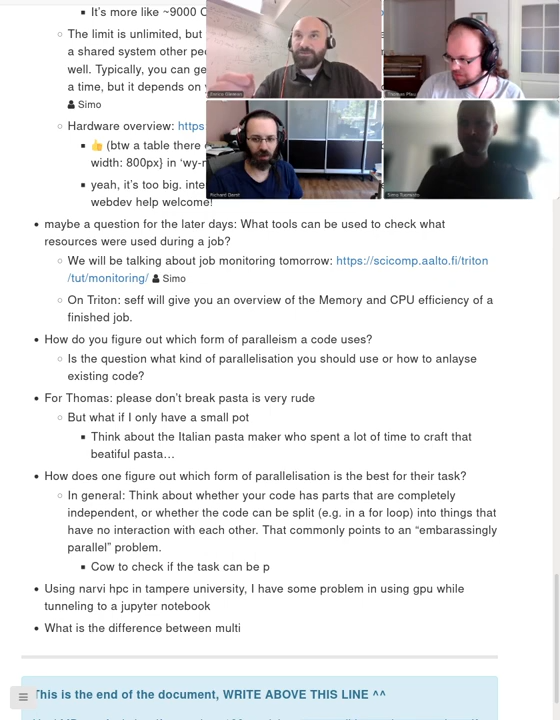 It's more like ~9000 C
The limit is unlimited, but
a shared system other peo
well. Typically, you can ge
a time, but it depends on
Simo
Hardware overview: https
👍 (btw a table there
width: 800px} in 'wy-n
yeah, it's too big. inte
webdev help welcome!
maybe a question for the later days: What tools can be used to check what
resources were used during a job?
We will be talking about job monitoring tomorrow: https://scicomp.aalto.fi/triton
/tut/monitoring/ Simo
On Triton: seff will give you an overview of the Memory and CPU efficiency of a
finished job.
How do you figure out which form of paralleism a code uses?
Is the question what kind of parallelisation you should use or how to anlayse
existing code?
For Thomas: please don't break pasta is very rude
But what if I only have a small pot
Think about the Italian pasta maker who spent a lot of time to craft that
beatiful pasta…
How does one figure out which form of parallelisation is the best for their task?
In general: Think about whether your code has parts that are completely
independent, or whether the code can be split (e.g. in a for loop) into things that
have no interaction with each other. That commonly points to an “embarassingly
parallel” problem.
Cow to check if the task can be p
Using narvi hpc in tampere university, I have some problem in using gpu while
tunneling to a jupyter notebook
What is the difference between multi
This is the end of the document, WRITE ABOVE THIS LINE ^^